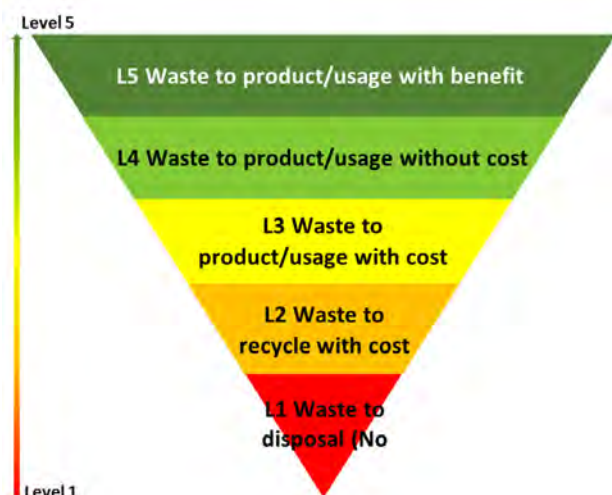 Level 5
L5 Waste to product/usage with benefit
L4 Waste to product/usage without cost
L3 Waste to
product/usage with cost
L2 Waste to
recycle with cost
L1 Waste to
disposal (No
Level 1